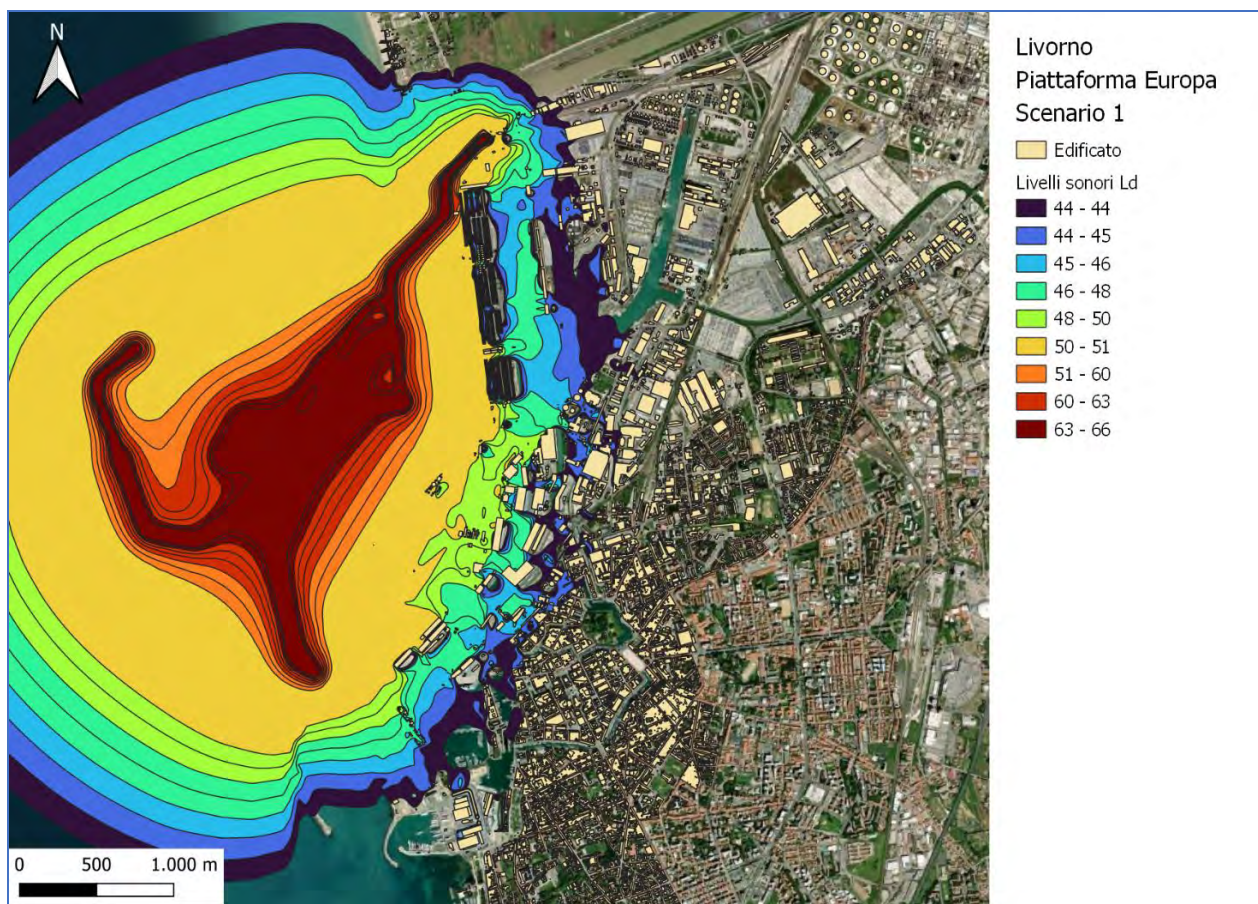 N
Livorno
Piattaforma Europa
Scenario 1
Edificato
Livelli sonori Ld
44 - 44
44 - 45
45 - 46
46 - 48
48 - 50
50 - 51
51 - 60
60 - 63
63 - 66
0 500 1.000 m